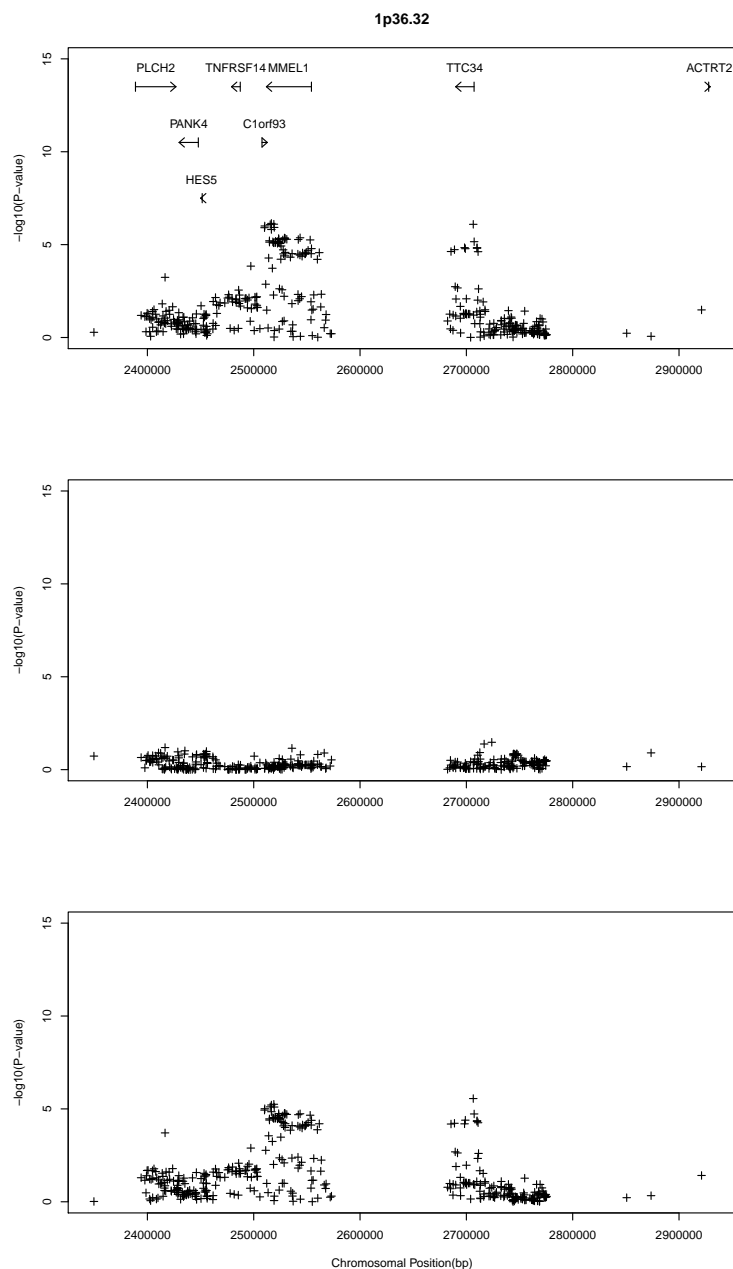 1p36.32
15
10
5
0
−log10(P−value)
PLCH2 TNFRSF14 MMEL1 TTC34 ACTRT2
PANK4 C1orf93
HES5
2400000 2500000 2600000 2700000 2800000 2900000
15
10
5
0
−log10(P−value)
2400000 2500000 2600000 2700000 2800000 2900000
15
10
5
0
−log10(P−value)
2400000 2500000 2600000 2700000 2800000 2900000
Chromosomal Position(bp)